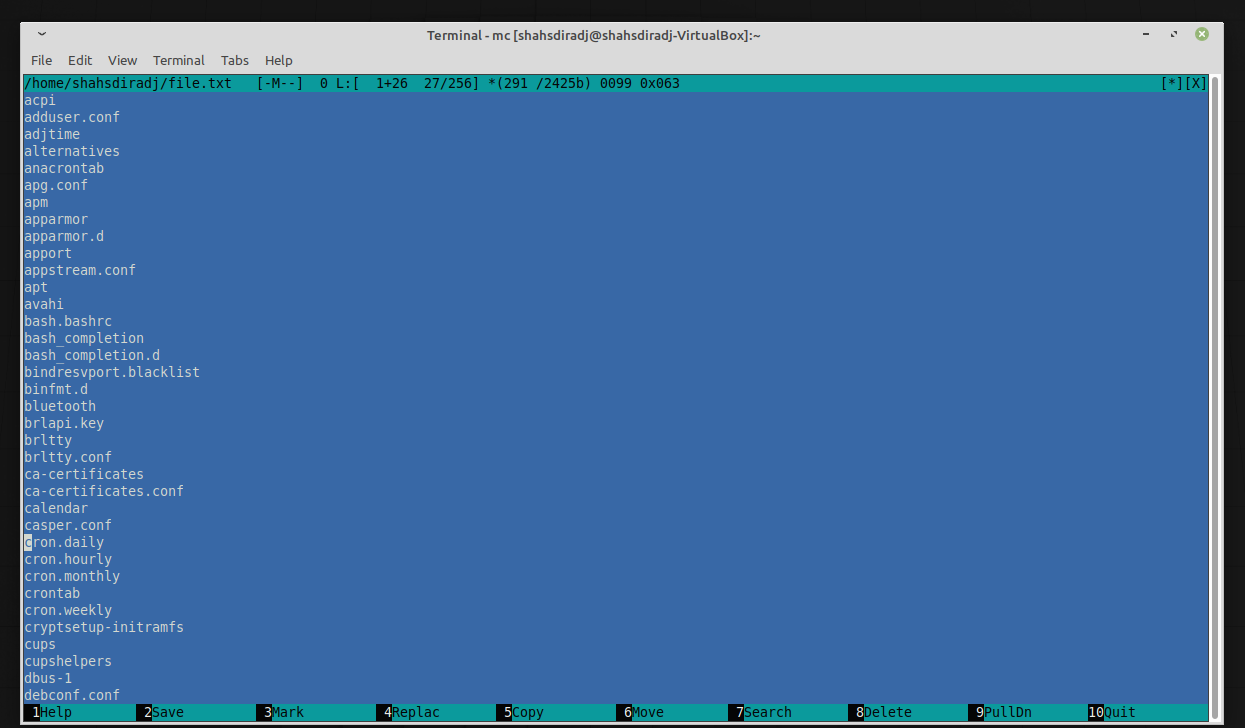 Terminal - mc [shahsdiradj@shahsdiradj-VirtualBox]:~
File Edit View Terminal Tabs Help
/home/shahsdiradj/file.txt [-M--] 0 L:[ 1+26 27/256] *(291 /2425b) 0099 0x063 [*][X]
acpi
adduser.conf
adjtime
alternatives
anacrontab
apg.conf
apm
apparmor
apparmor.d
apport
appstream.conf
apt
avahi
bash.bashrc
bash_completion
bash_completion.d
bindresvport.blacklist
binfmt.d
bluetooth
brlapi.key
brltty
brltty.conf
ca-certificates
ca-certificates.conf
calendar
casper.conf
cron.daily
cron.hourly
cron.monthly
crontab
cron.weekly
cryptsetup-initramfs
cups
cupshelpers
dbus-1
debconf.conf
1Help 2Save 3Mark 4Replac 5Copy 6Move 7Search 8Delete 9PullDn 10Quit